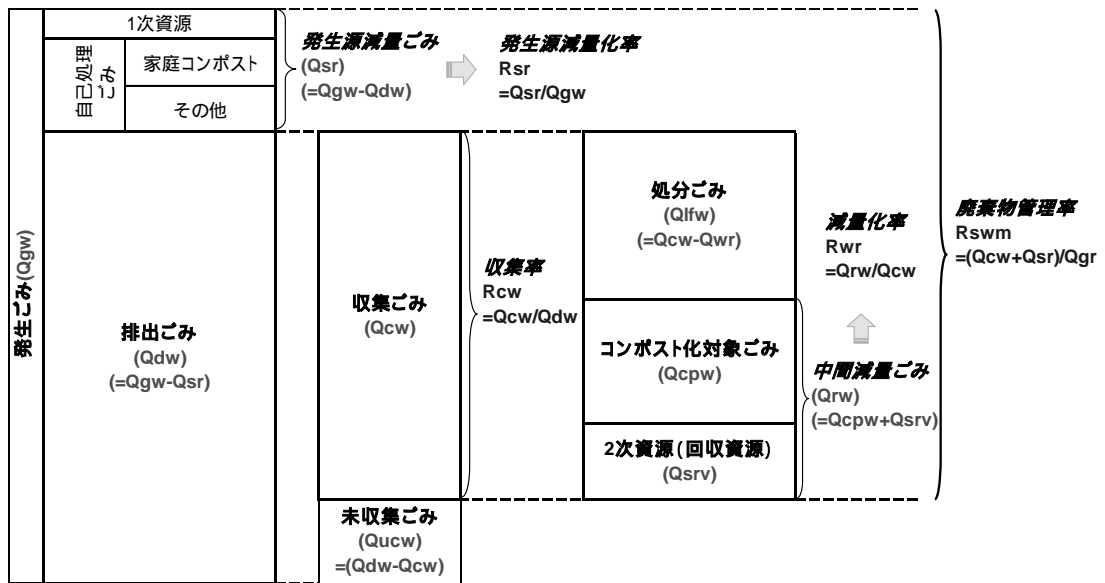 発生ごみ(Qgw)
1次資源
自己処理
ごみ
家庭コンポスト
その他
発生源減量ごみ
(Qsr)
(=Qgw-Qdw)
発生源減量化率
Rsr
=Qsr/Qgw
排出ごみ
(Qdw)
(=Qgw-Qsr)
収集ごみ
(Qcw)
収集率
Rcw
=Qcw/Qdw
未収集ごみ
(Qucw)
=(Qdw-Qcw)
処分ごみ
(Qlfw)
(=Qcw-Qwr)
コンポスト化対象ごみ
(Qcpw)
2次資源(回収資源)
(Qsrv)
減量化率
Rwr
=Qrw/Qcw
中間減量ごみ
(Qrw)
(=Qcpw+Qsrv)
廃棄物管理率
Rswm
=(Qcw+Qsr)/Qgr